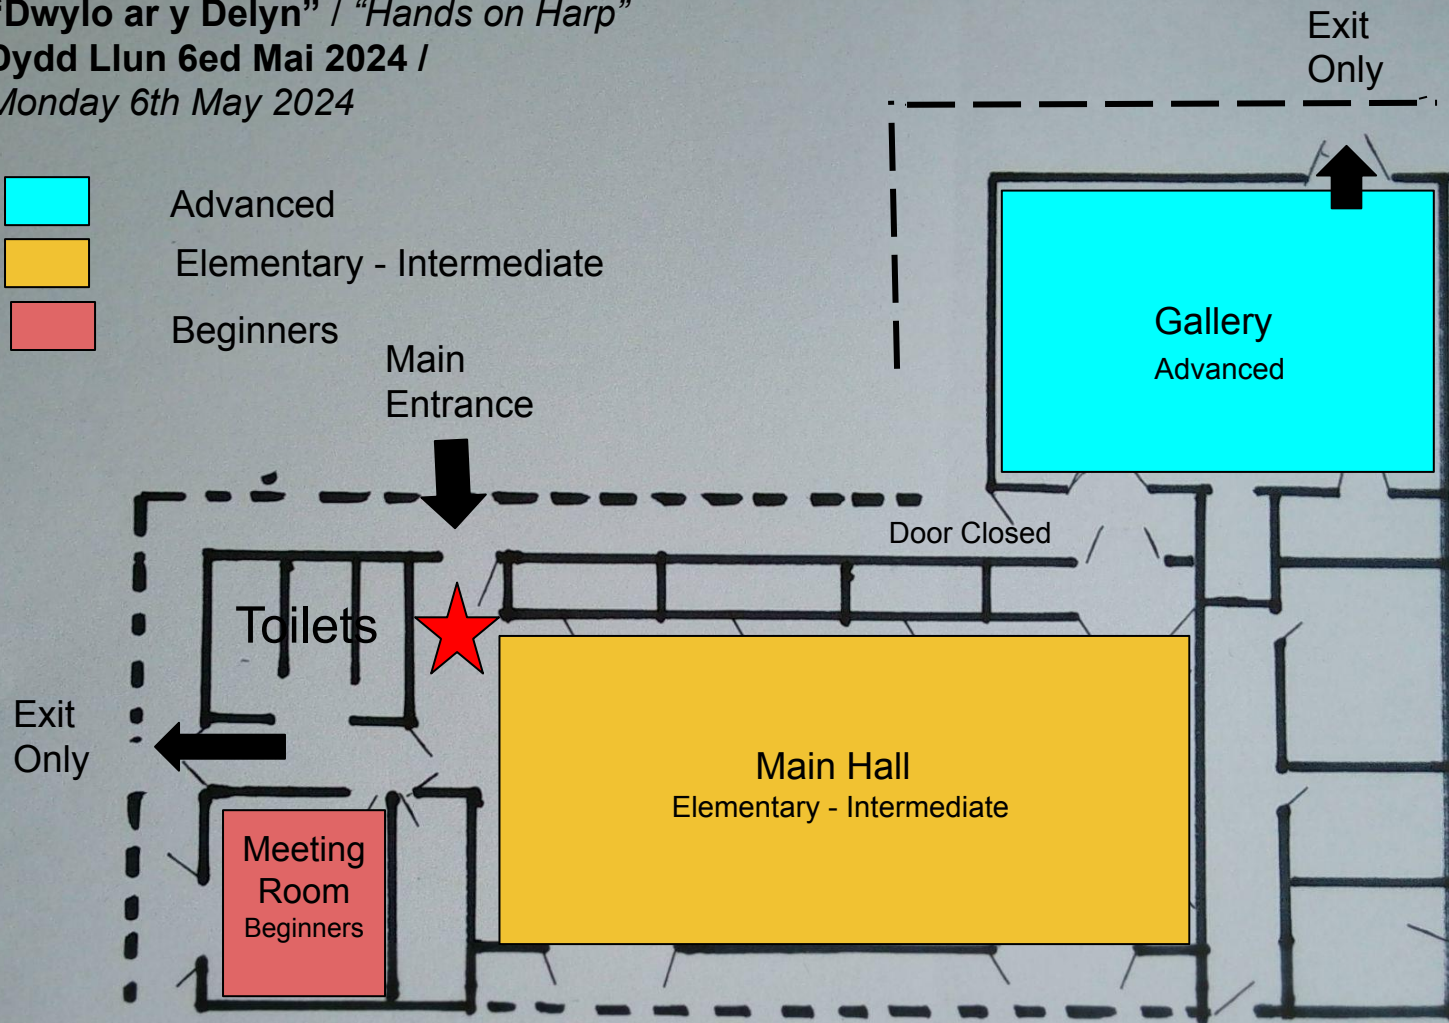 “Dwylo ar y Delyn” / “Hands on Harp”
Dydd Llun 6ed Mai 2024 /
Monday 6th May 2024
Advanced
Elementary - Intermediate
Beginners
Main
Entrance
Exit
Only
Gallery
Advanced
Door Closed
Toilets
Exit
Only
Main Hall
Elementary - Intermediate
Meeting
Room
Beginners